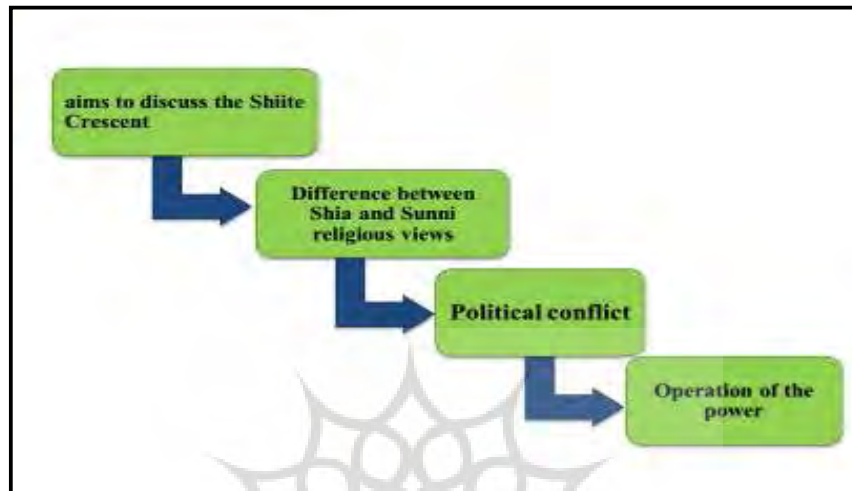 aims to discuss the Shiite
Crescent
Difference between
Shia and Sunni
religious views
Political conflict
Operation of the
power